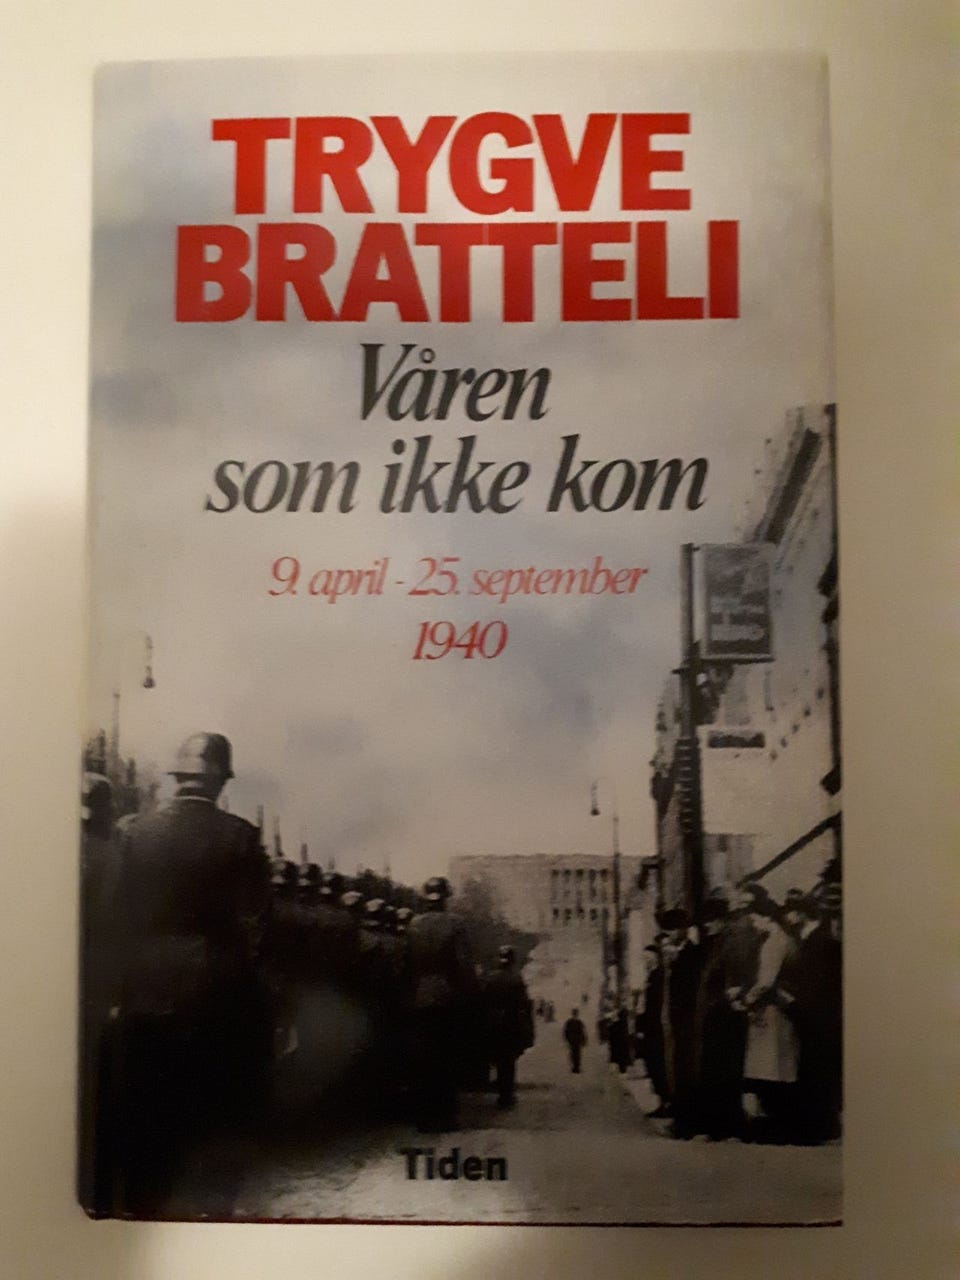 TRYGVE
BRATTELI
Våren
som ikke kom
9. april - 25. september
1940
Tiden